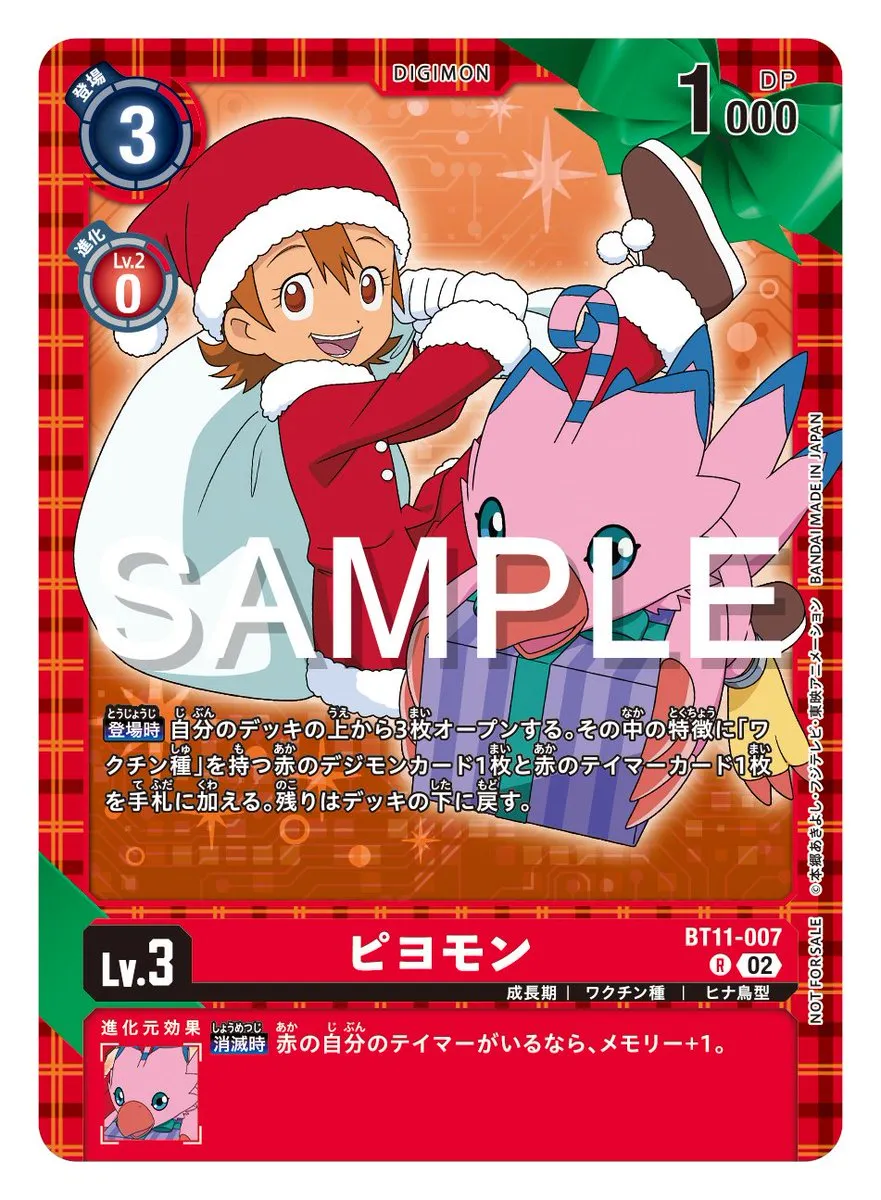 DIGIMON
登場
3
DP
1000
進化
Lv.2
0
SAMPLE
登場時 自分のデッキの上から3枚オープンする。その中の特徴に「ワ
クチン種」を持つ赤のデジモンカード1枚と赤のテイマーカード1枚
を手札に加える。残りはデッキの下に戻す。
©本郷あきよし・フジテレビ・東映アニメーション BANDAI MADE IN JAPAN
NOT FOR SALE
Lv.3
ピヨモン
BT11-007
R 02
成長期 | ワクチン種 | ヒナ鳥型
進化元効果
消滅時 赤の自分のテイマーがいるなら、メモリー+1。